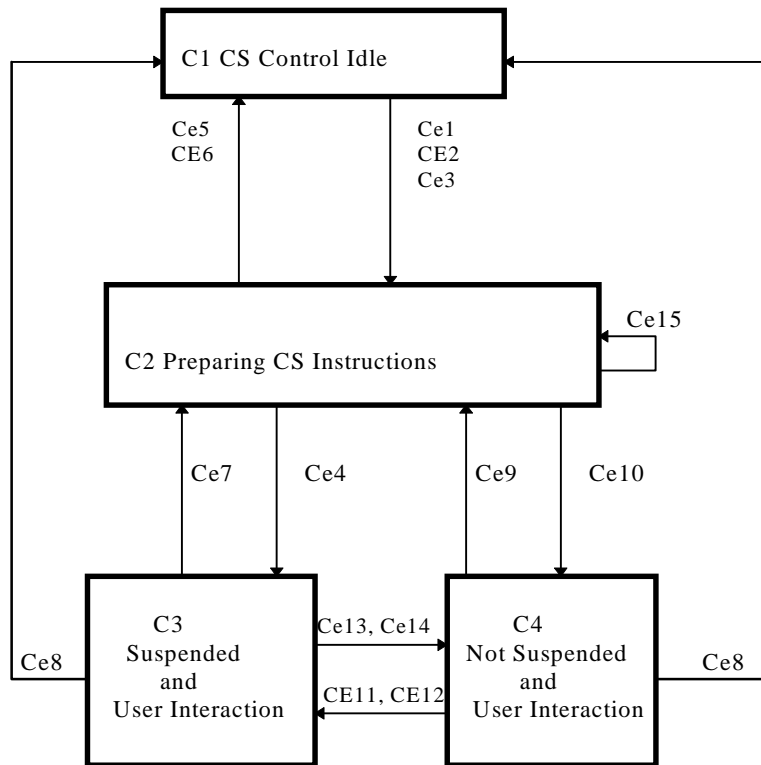 C1 CS Control Idle
Ce5
CE6
Ce1
CE2
Ce3
Ce15
C2 Preparing CS Instructions
Ce7
Ce4
Ce9
Ce10
C3
Suspended
and
User Interaction
Ce13, Ce14
CE11, CE12
C4
Not Suspended
and
User Interaction
Ce8
Ce8